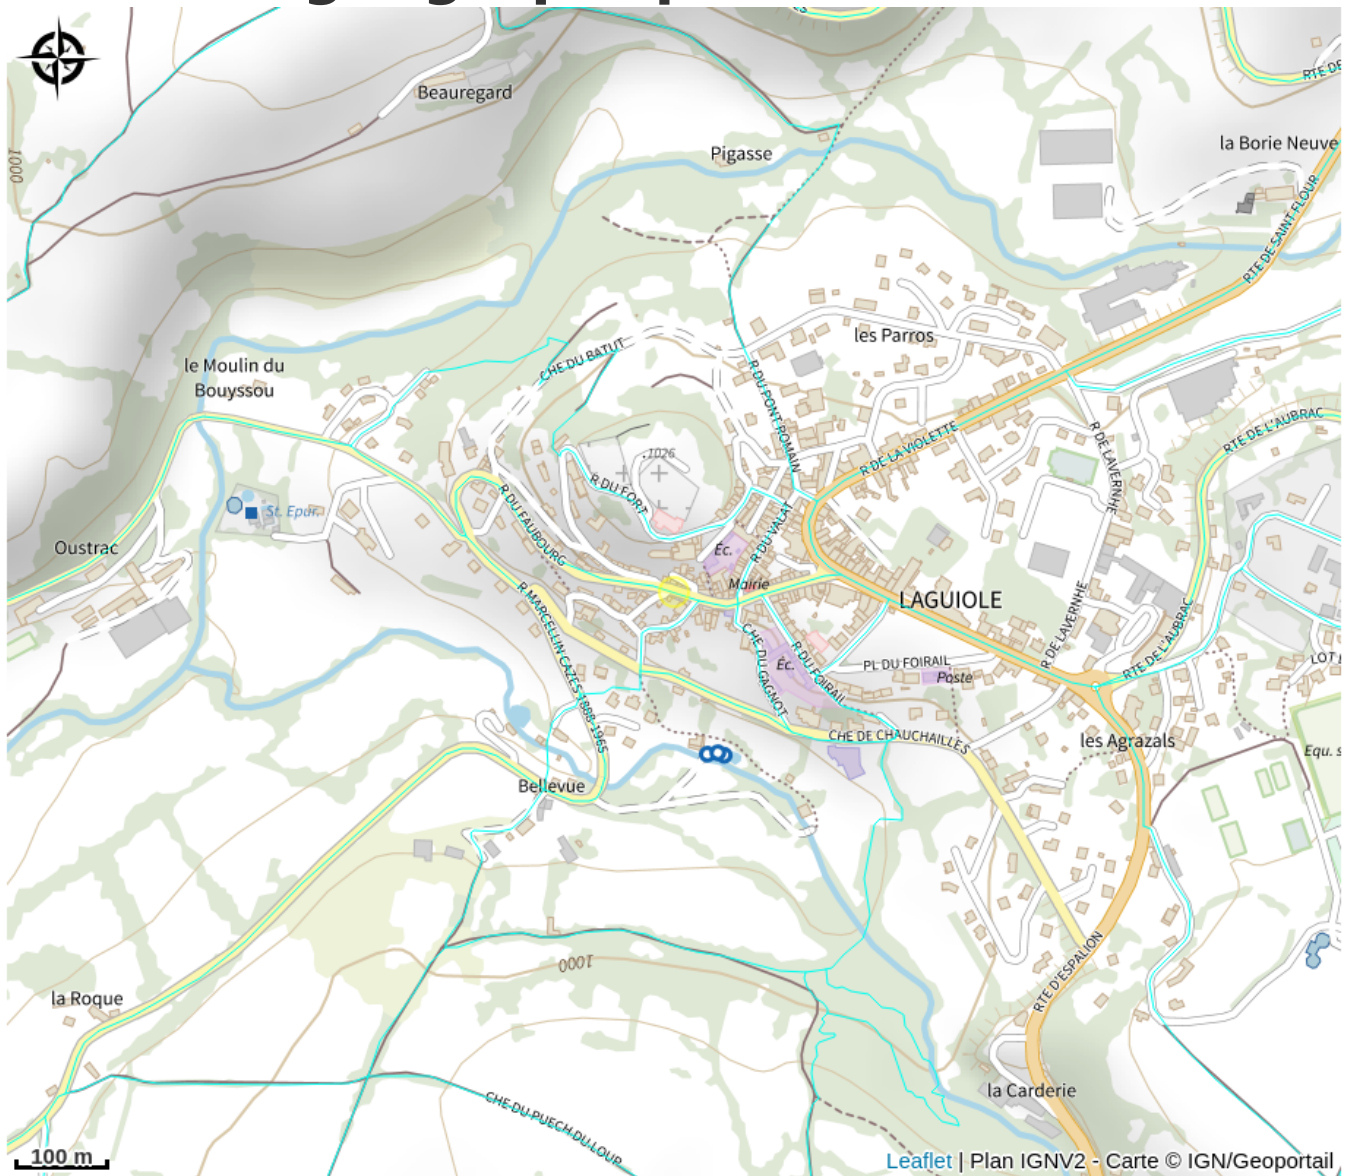 RTE DE
Beauregard
Pigasse
la Borie Neuve
1000
RTE DE SAINT-FLOUR
les Parros
CHE DU BATUT
le Moulin du
Bouyssou
R DU PONT ROMAIN
RTE DE L'AUBRAC
R DE LA VIOLETTE
R DE LAVERNHE
.1026
R DU FORT
St. Epur.
R DU FAUBOURG
R DU VALAT
Oustrac
Éc.
Mairie
LAGUIOLE
R DE LAVERNHE
RTE DE L'AUBRAC
R MARCELLIN CAZES 1888-1965
CHE DU GAGNOT
R DU FOIRAIL
Éc.
PL DU FOIRAIL
Poste
LOT
CHE DE CHAUCHAILLES
les Agrazals
Equ. s
Bellevue
1000
RTE D'ESPALION
la Roque
la Carderie
CHE DU PUECH DU LOUP
100 m
Leaflet | Plan IGNV2 - Carte © IGN/Geoportail